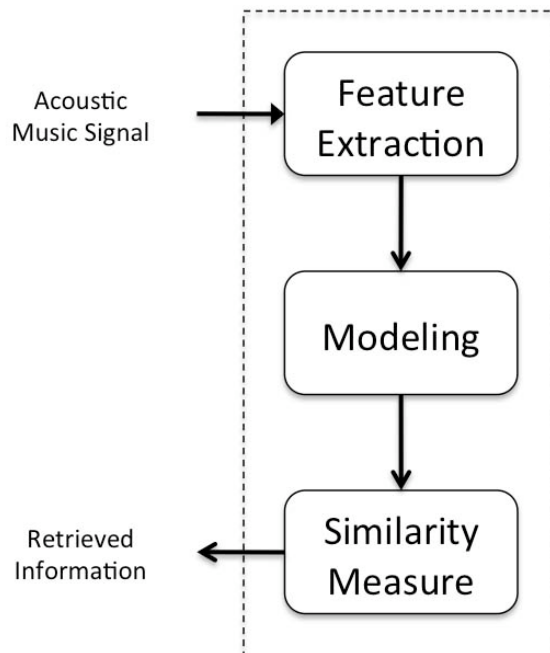 Acoustic
Music Signal
Feature
Extraction
Modeling
Similarity
Measure
Retrieved
Information